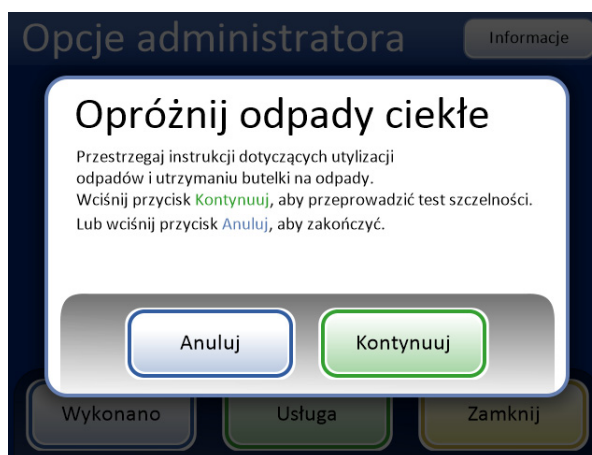 Opcje administratora
Informacje
Opróżnij odpady ciekłe
Przestrzegaj instrukcji dotyczących utylizacji
odpadów i utrzymaniu butelki na odpady.
Wciśnij przycisk Kontynuuj, aby przeprowadzić test szczelności.
Lub wciśnij przycisk Anuluj, aby zakończyć.
Anuluj
Kontynuuj
Wykonano
Usługa
Zamknij